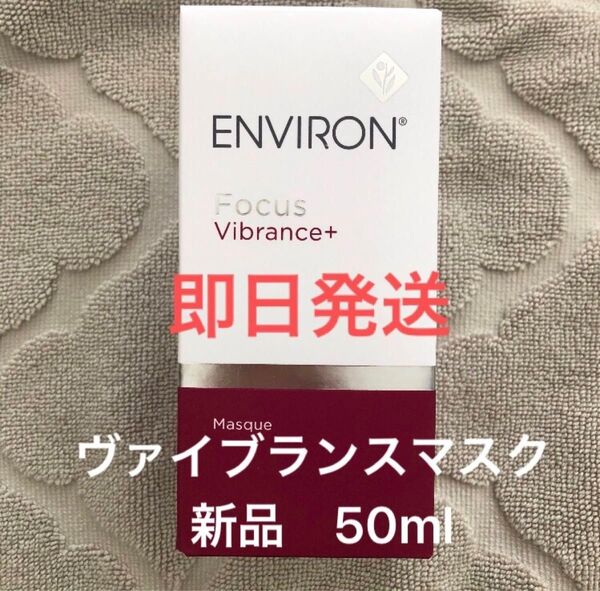 ENVIRON®
Focus
Vibrance+
即日発送
Masque
ヴァイブランスマスク
新品　50ml